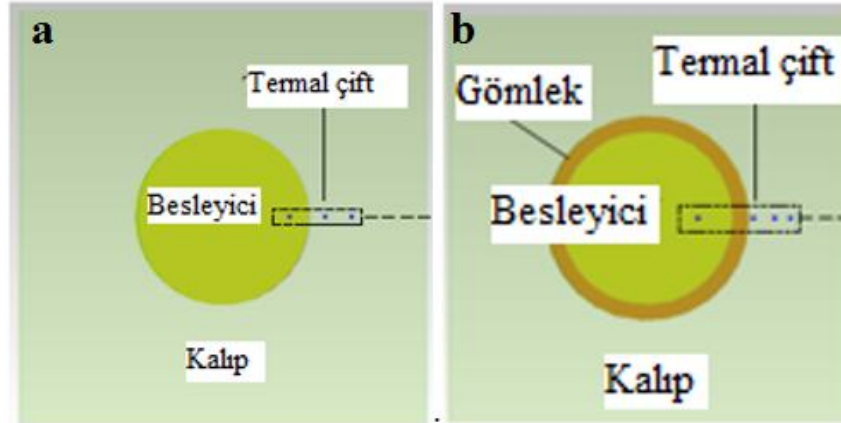 a
Termal çift
Besleyici
Kalıp
b
Termal çift
Gömlek
Besleyici
Kalıp